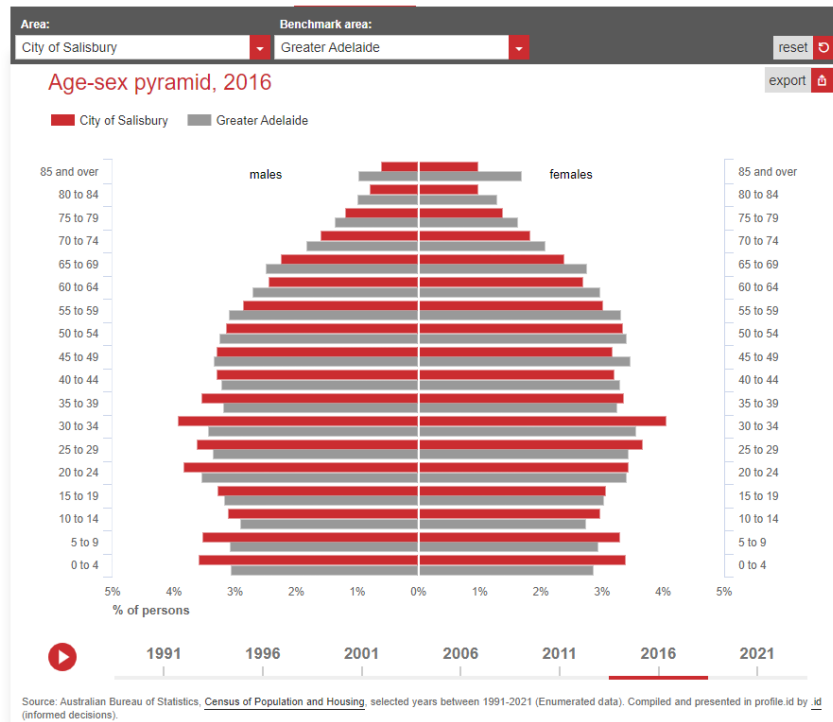 Area:
Benchmark area:
City of Salisbury
Greater Adelaide
reset
Age-sex pyramid, 2016
export
City of Salisbury
Greater Adelaide
males
females
85 and over
85 and over
80 to 84
80 to 84
75 to 79
75 to 79
70 to 74
70 to 74
65 to 69
65 to 69
60 to 64
60 to 64
55 to 59
55 to 59
50 to 54
50 to 54
45 to 49
45 to 49
40 to 44
40 to 44
35 to 39
35 to 39
30 to 34
30 to 34
25 to 29
25 to 29
20 to 24
20 to 24
15 to 19
15 to 19
10 to 14
10 to 14
5 to 9
5 to 9
0 to 4
0 to 4
5% 4% 3% 2% 1% 0% 1% 2% 3% 4% 5%
% of persons
1991 1996 2001 2006 2011 2016 2021
Source: Australian Bureau of Statistics, Census of Population and Housing, selected years between 1991-2021 (Enumerated data). Compiled and presented in profile.id by .id
(informed decisions).